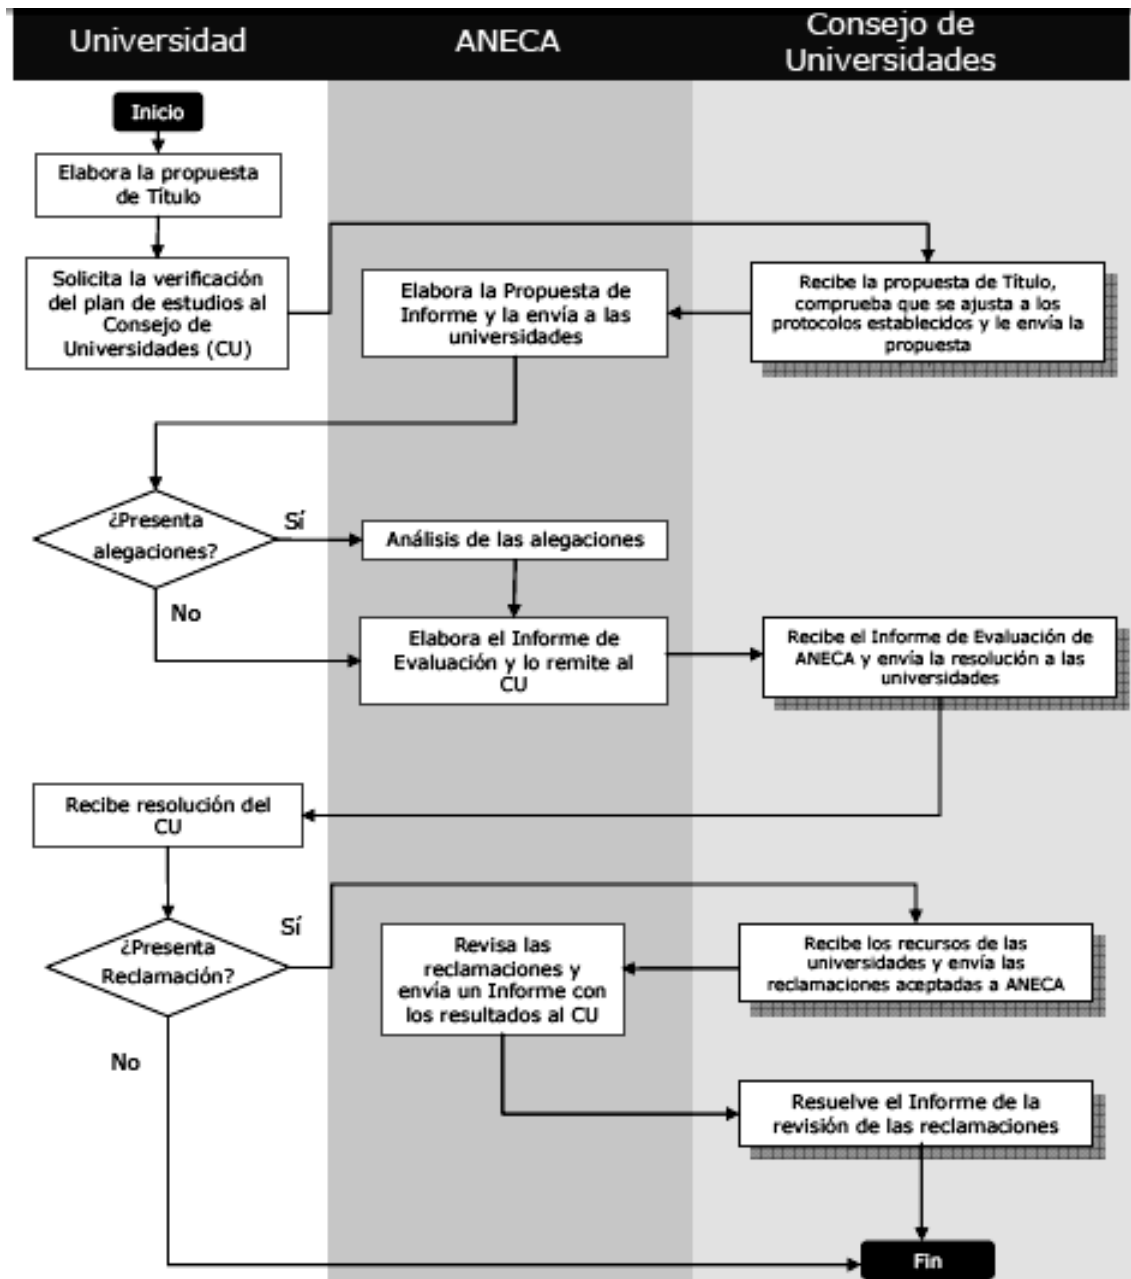 Universidad
ANECA
Consejo de
Universidades
Inicio
Elabora la propuesta
de Título
Solicita la verificación
del plan de estudios al
Consejo de
Universidades (CU)
Elabora la Propuesta de
Informe y la envía a las
universidades
Recibe la propuesta de Título,
comprueba que se ajusta a los
protocolos establecidos y le envía la
propuesta
¿Presenta
alegaciones?
Sí
No
Análisis de las alegaciones
Elabora el Informe de
Evaluación y lo remite al
CU
Recibe el Informe de Evaluación de
ANECA y envía la resolución a las
universidades
Recibe resolución del
CU
¿Presenta
Reclamación?
Sí
No
Revisa las
reclamaciones y
envía un Informe con
los resultados al CU
Recibe los recursos de las
universidades y envía las
reclamaciones aceptadas a ANECA
Resuelve el Informe de la
revisión de las reclamaciones
Fin